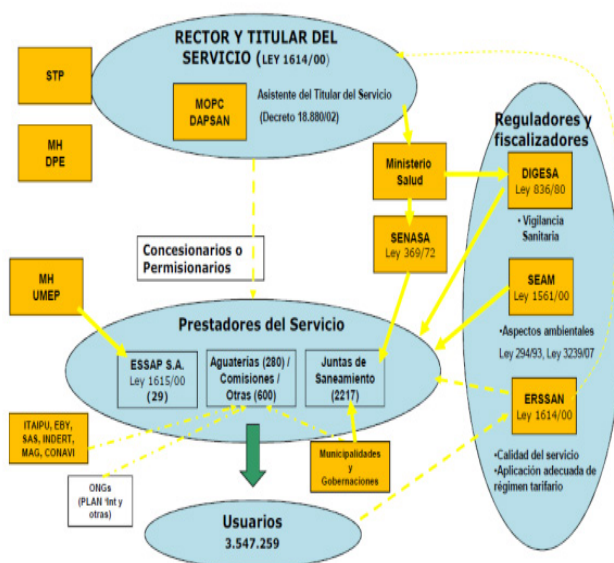 RECTOR Y TITULAR DEL
SERVICIO (LEY 1614/00)
STP
MOPC
DAPSAN
Asistente del Titular del Servicio
(Decreto 18.880/02)
MH
DPE
Ministerio
Salud
SENASA
Ley 369/72
Reguladores y
fiscalizadores
DIGESA
Ley 836/80
• Vigilancia
Sanitaria
SEAM
Ley 1561/00
•Aspectos ambientales
Ley 294/93, Ley 3239/07
ERSSAN
Ley 1614/00
•Calidad del servicio
•Aplicación adecuada de
régimen tarifario
Concesionarios o
Permisionarios
MH
UMEP
Prestadores del Servicio
ESSAP S.A.
Ley 1615/00
(29)
Aguaterías (280) /
Comisiones /
Otras (600)
Juntas de
Saneamiento
(2217)
ITAIPU, EBY,
SAS, INDERT,
MAG, CONAVI
ONGs
(PLAN 'Int y
otras)
Municipalidades
y
Gobernaciones
Usuarios
3.547.259